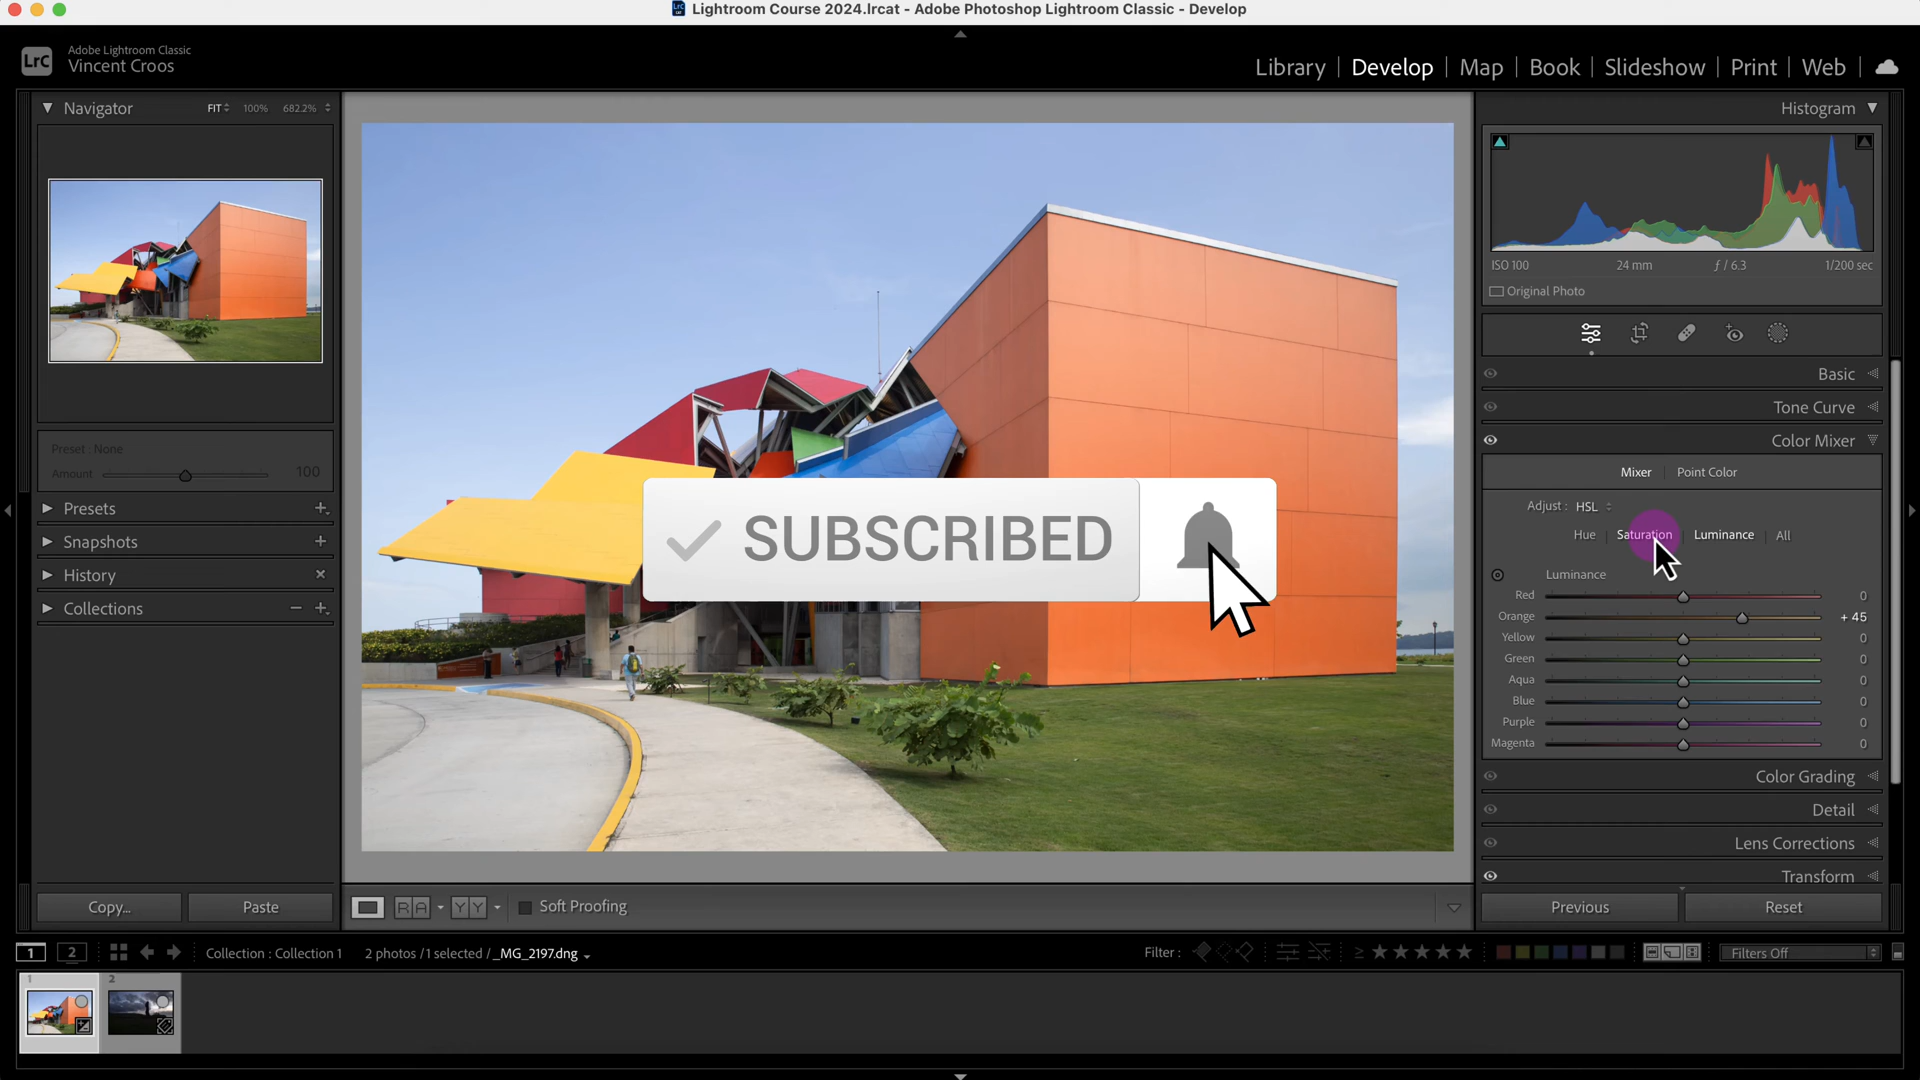 Lightroom Course 2024.lrcat - Adobe Photoshop Lightroom Classic - Develop
LrC
Adobe Lightroom Classic
Vincent Croos
Library | Develop | Map | Book | Slideshow | Print | Web
Navigator
FIT
100%
682.2%
Histogram
ISO 100
24 mm
ƒ / 6.3
1/200 sec
Original Photo
Preset : None
Amount
100
Presets
Snapshots
History
Collections
Basic
Tone Curve
Color Mixer
Mixer | Point Color
Adjust : HSL
Hue | Saturation | Luminance | All
Luminance
Red 0
Orange + 45
Yellow 0
Green 0
Aqua 0
Blue 0
Purple 0
Magenta 0
Color Grading
Detail
Lens Corrections
Transform
SUBSCRIBED
Copy...
Paste
R A
Y Y
Soft Proofing
Previous
Reset
1
2
Collection : Collection 1
2 photos /1 selected / _MG_2197.dng
Filter :
≥
Filters Off
1
2